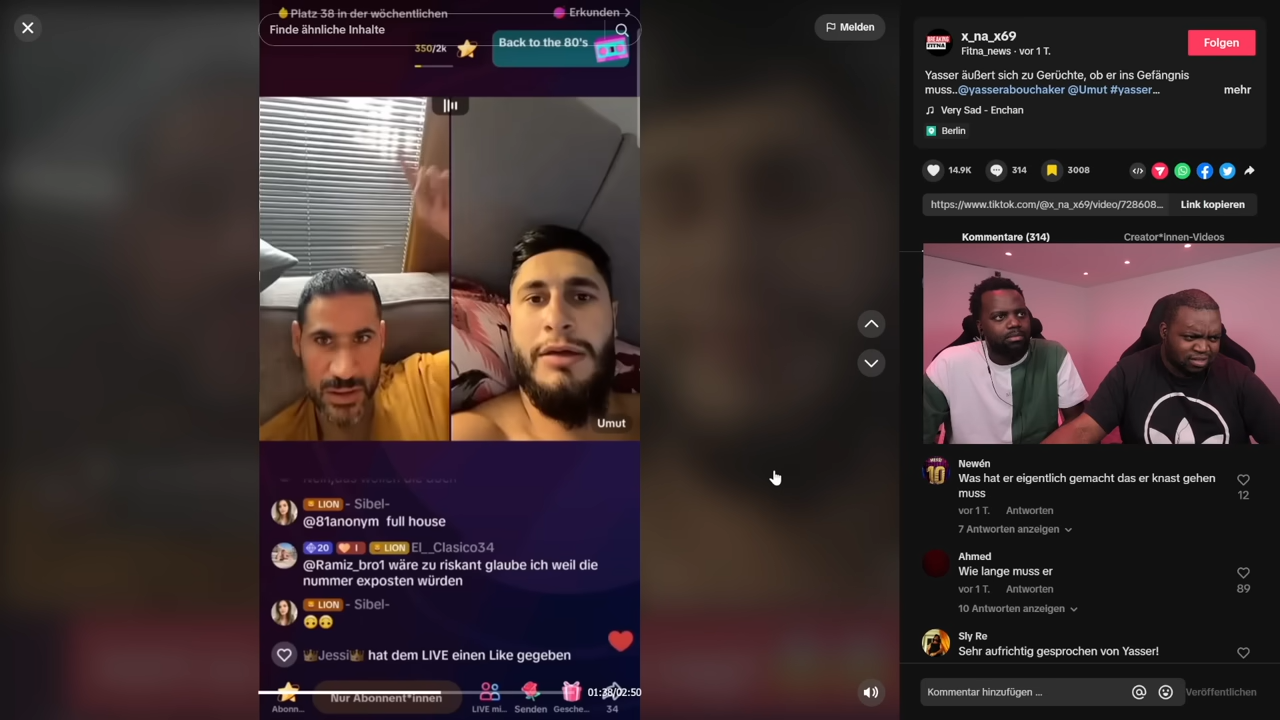 Platz 38 in der wöchentlichen
Erkunden >
Finde ähnliche Inhalte
350/2k
Back to the 80's
Melden
Umut
LION - Sibel-
@81anonym full house
20 I LION El__Clasico34
@Ramiz_bro1 wäre zu riskant glaube ich weil die
nummer exposten würden
LION - Sibel-
Jessi hat dem LIVE einen Like gegeben
01:38/02:50
Nur Abonnent*innen
Abonn...
LIVE mi...
Senden
Gesche...
34
BREAKING
FITNA
x_na_x69
Fitna_news · vor 1 T.
Folgen
Yasser äußert sich zu Gerüchte, ob er ins Gefängnis
muss..@yasserabouchaker @Umut #yasser...
mehr
Very Sad - Enchan
Berlin
14.9K
314
3008
https://www.tiktok.com/@x_na_x69/video/728608...
Link kopieren
Kommentare (314)
Creator*innen-Videos
10
Newén
Was hat er eigentlich gemacht das er knast gehen
muss
12
vor 1 T. Antworten
7 Antworten anzeigen
Ahmed
Wie lange muss er
vor 1 T. Antworten
89
10 Antworten anzeigen
Sly Re
Sehr aufrichtig gesprochen von Yasser!
Kommentar hinzufügen ...
Veröffentlichen